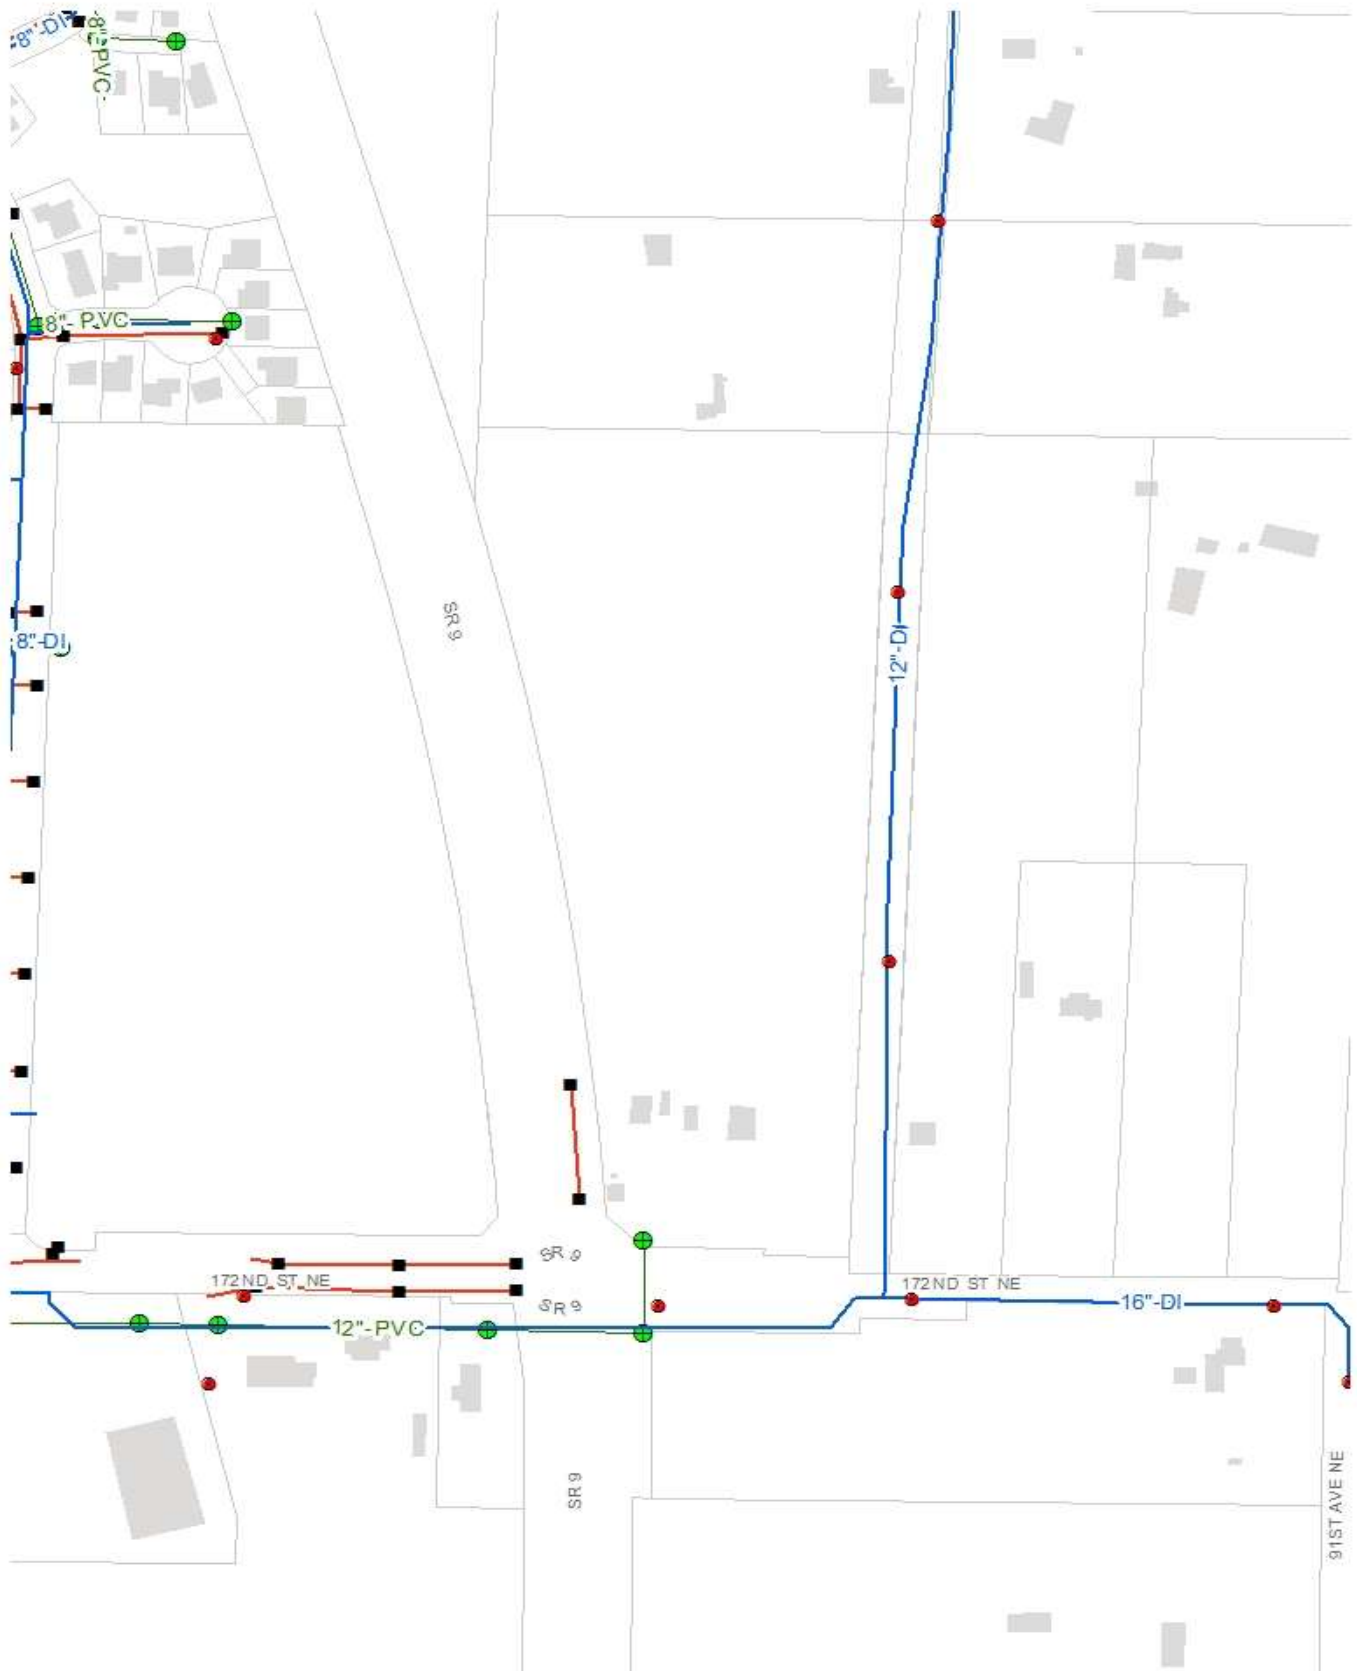 8"-DI
8"-PVC
8"- PVC
SR 9
8"-DI
12"-DI
SR 9
172ND ST NE
172ND ST NE
16"-DI
SR 9
12"-PVC
SR 9
91ST AVE NE